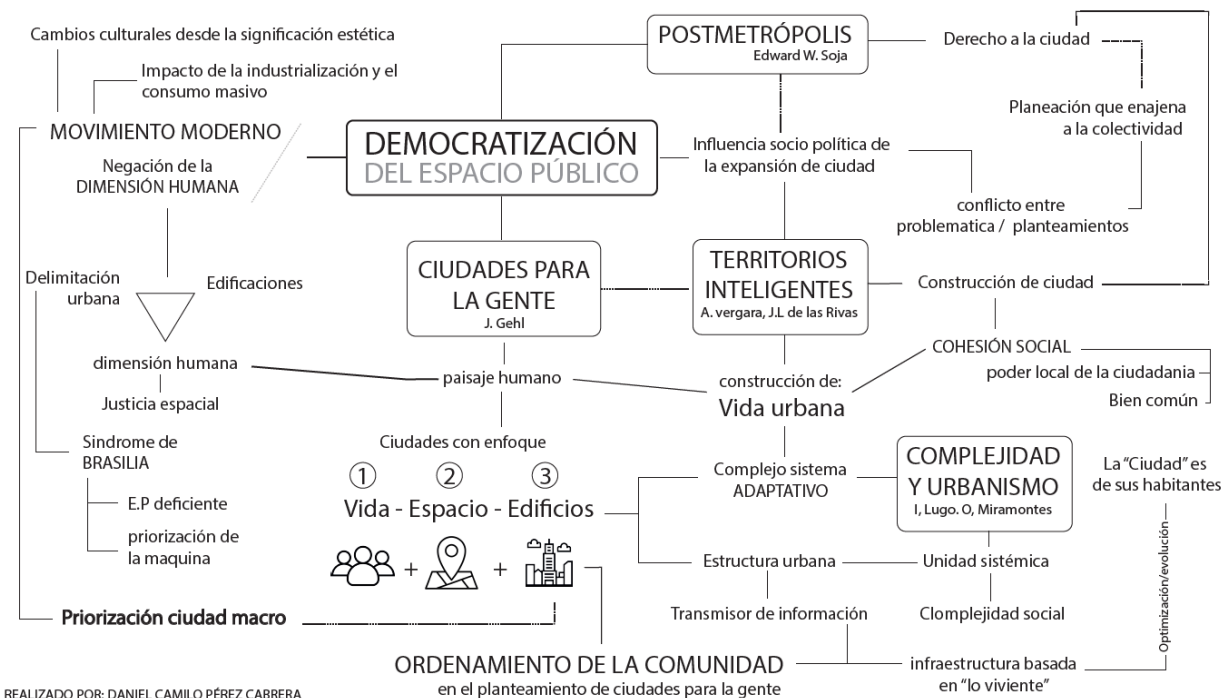 Cambios culturales desde la significación estética
Impacto de la industrialización y el
consumo masivo
MOVIMIENTO MODERNO
Negación de la
DIMENSIÓN HUMANA
DEMOCRATIZACIÓN
DEL ESPACIO PÚBLICO
POSTMETRÓPOLIS
Edward W. Soja
Derecho a la ciudad
Planeación que enajena
a la colectividad
Influencia socio política de
la expansión de ciudad
conflicto entre
problematica / planteamientos
Delimitación
urbana
Edificaciones
CIUDADES PARA
LA GENTE
J. Gehl
TERRITORIOS
INTELIGENTES
A. vergara, J.L de las Rivas
Construcción de ciudad
COHESIÓN SOCIAL
poder local de la ciudadania
Bien común
dimensión humana
Justicia espacial
paisaje humano
construcción de:
Vida urbana
Sindrome de
BRASILIA
E.P deficiente
priorización de
la maquina
Ciudades con enfoque
1 2 3
Vida - Espacio - Edificios
+ +
Complejo sistema
ADAPTATIVO
COMPLEJIDAD
Y URBANISMO
I, Lugo. O, Miramontes
La "Ciudad" es
de sus habitantes
Estructura urbana
Unidad sistémica
Optimización/evolución
Priorización ciudad macro
Transmisor de información
Clomplejidad social
ORDENAMIENTO DE LA COMUNIDAD
en el planteamiento de ciudades para la gente
infraestructura basada
en "lo viviente"
REALIZADO POR: DANIEL CAMILO PÉREZ CABRERA